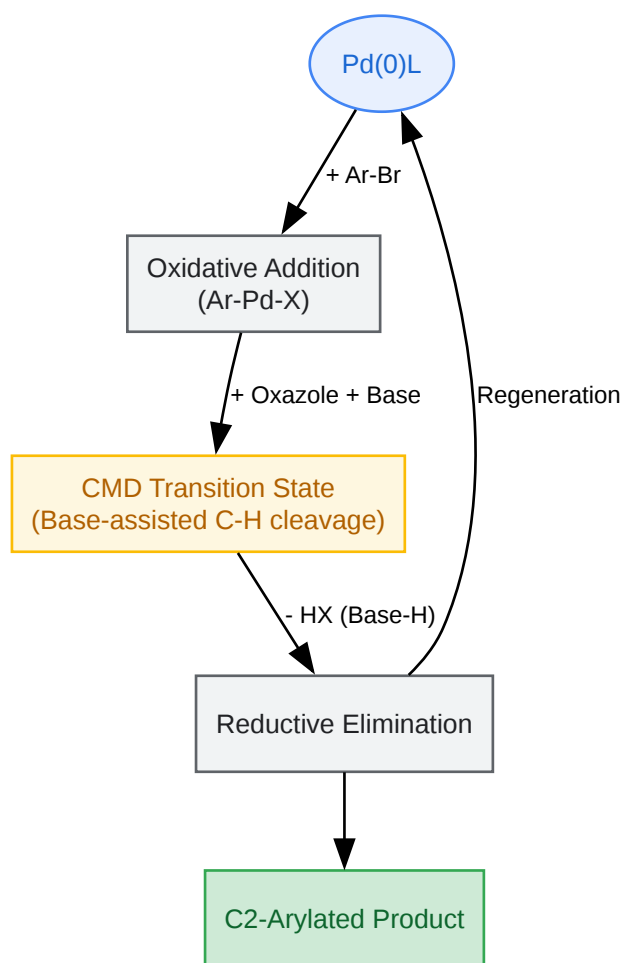 Pd(0)L
+ Ar-Br
Oxidative Addition
(Ar-Pd-X)
+ Oxazole + Base
Regeneration
CMD Transition State
(Base-assisted C-H cleavage)
- HX (Base-H)
Reductive Elimination
C2-Arylated Product